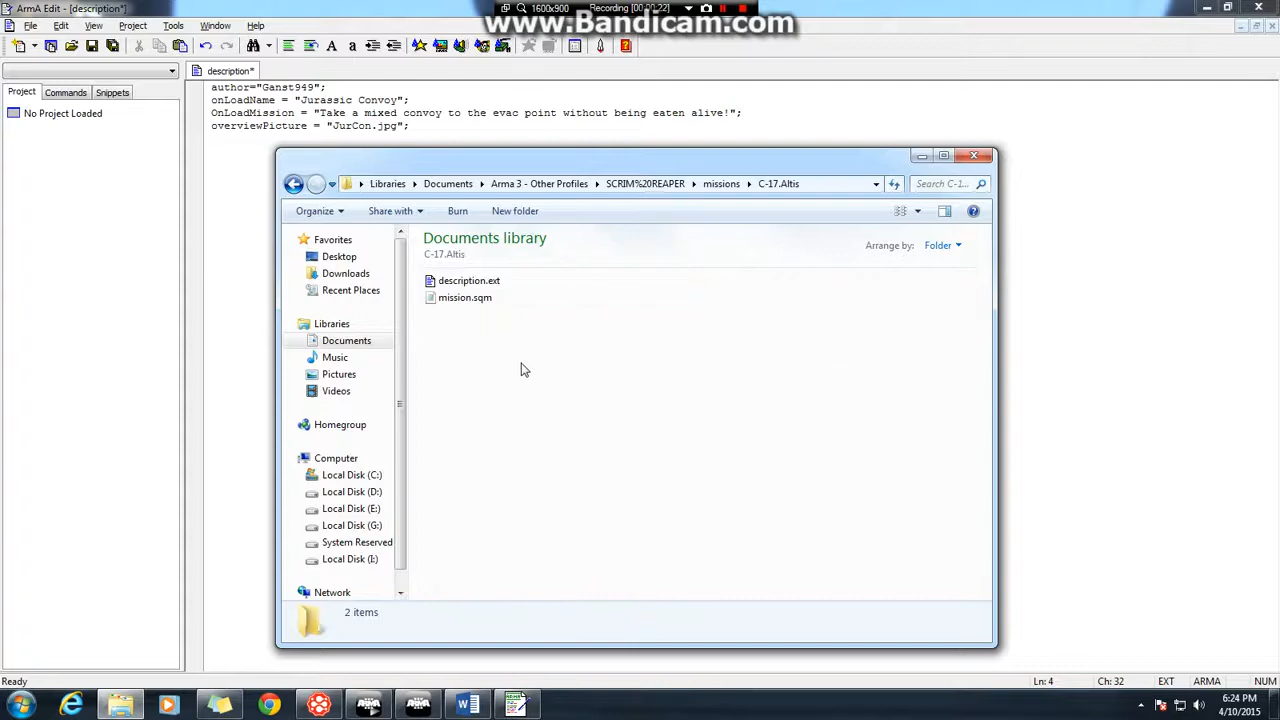 ArmA Edit - [description*]
1600x900
Recording [00:00:22]
www.Bandicam.com
File Edit View Project Tools Window Help
description*
Project Commands Snippets
No Project Loaded
author="Ganst949";
onLoadName = "Jurassic Convoy";
OnLoadMission = "Take a mixed convoy to the evac point without being eaten alive!";
overviewPicture = "JurCon.jpg";
Libraries Documents Arma 3 - Other Profiles SCRIM%20REAPER missions C-17.Altis
Search C-1...
Organize Share with Burn New folder
Documents library
C-17.Altis
Arrange by: Folder
description.ext
mission.sqm
Favorites
Desktop
Downloads
Recent Places
Libraries
Documents
Music
Pictures
Videos
Homegroup
Computer
Local Disk (C:)
Local Disk (D:)
Local Disk (E:)
Local Disk (G:)
System Reserved
Local Disk (I:)
Network
2 items
Ready
Ln: 4 Ch: 32 EXT ARMA NUM
6:24 PM
4/10/2015